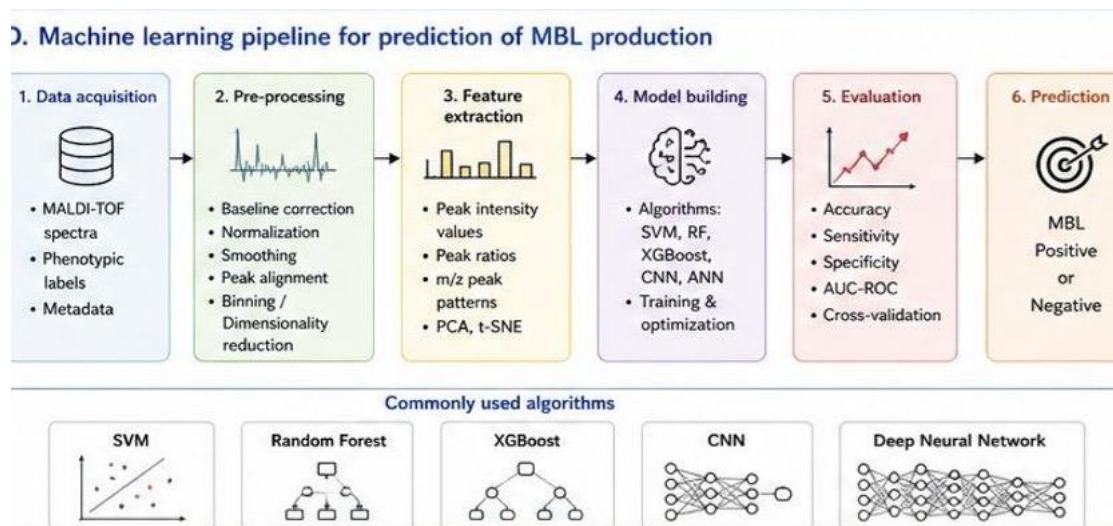 D. Machine learning pipeline for prediction of MBL production
1. Data acquisition
• MALDI-TOF
spectra
• Phenotypic
labels
• Metadata
2. Pre-processing
• Baseline correction
• Normalization
• Smoothing
• Peak alignment
• Binning /
Dimensionality
reduction
3. Feature
extraction
• Peak intensity
values
• Peak ratios
• m/z peak
patterns
• PCA, t-SNE
4. Model building
• Algorithms:
SVM, RF,
XGBoost,
CNN, ANN
• Training &
optimization
5. Evaluation
• Accuracy
• Sensitivity
• Specificity
• AUC-ROC
• Cross-validation
6. Prediction
MBL
Positive
or
Negative
Commonly used algorithms
SVM
Random Forest
XGBoost
CNN
Deep Neural Network